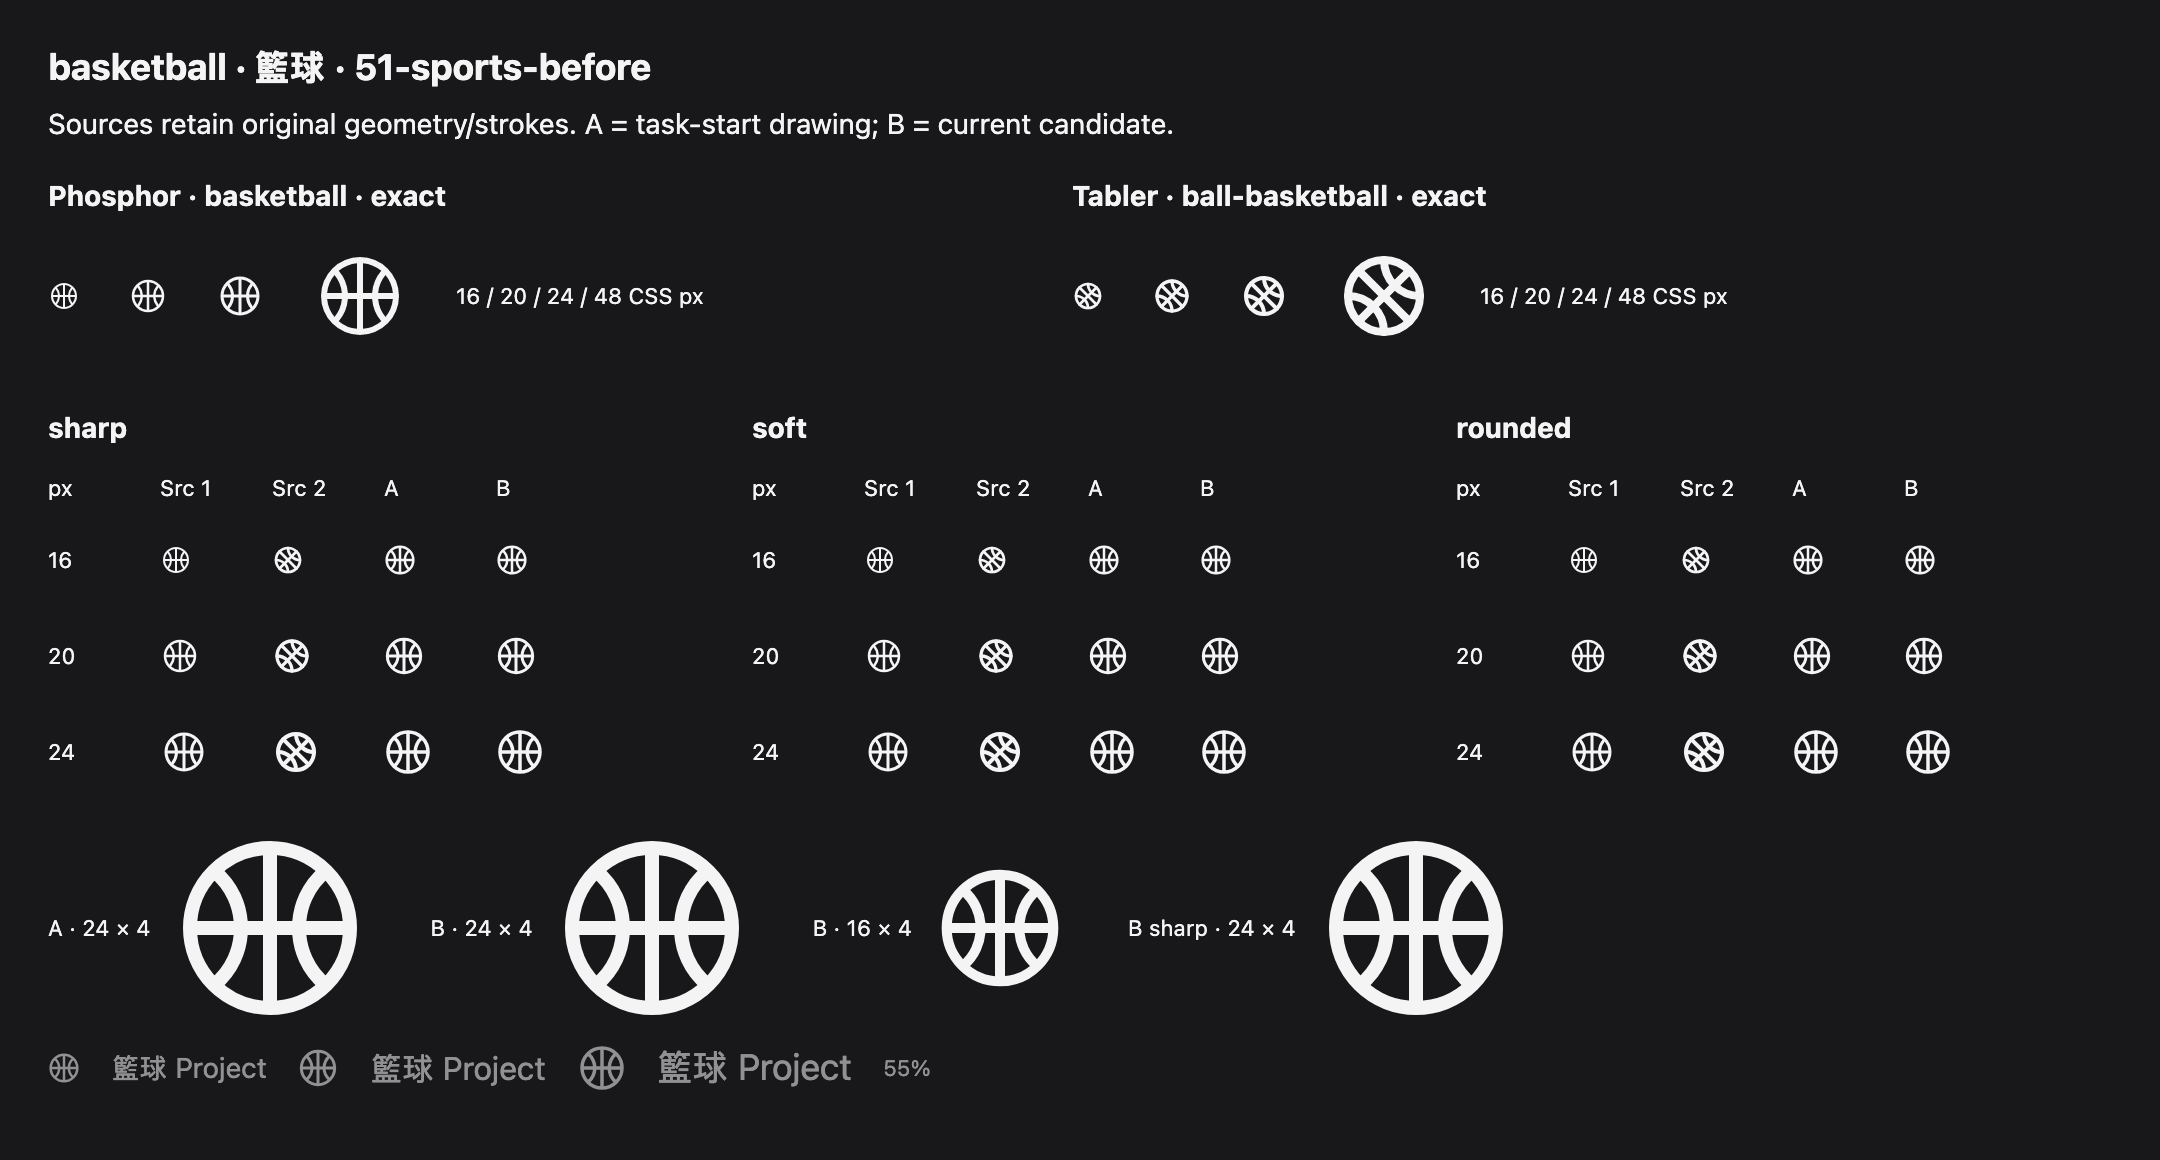 basketball · 籃球 · 51-sports-before
Sources retain original geometry/strokes. A = task-start drawing; B = current candidate.
Phosphor · basketball · exact
Tabler · ball-basketball · exact
16 / 20 / 24 / 48 CSS px
16 / 20 / 24 / 48 CSS px
sharp
px Src 1 Src 2 A B
16
20
24
soft
px Src 1 Src 2 A B
16
20
24
rounded
px Src 1 Src 2 A B
16
20
24
A · 24 × 4
B · 24 × 4
B · 16 × 4
B sharp · 24 × 4
籃球 Project
籃球 Project
籃球 Project
55%